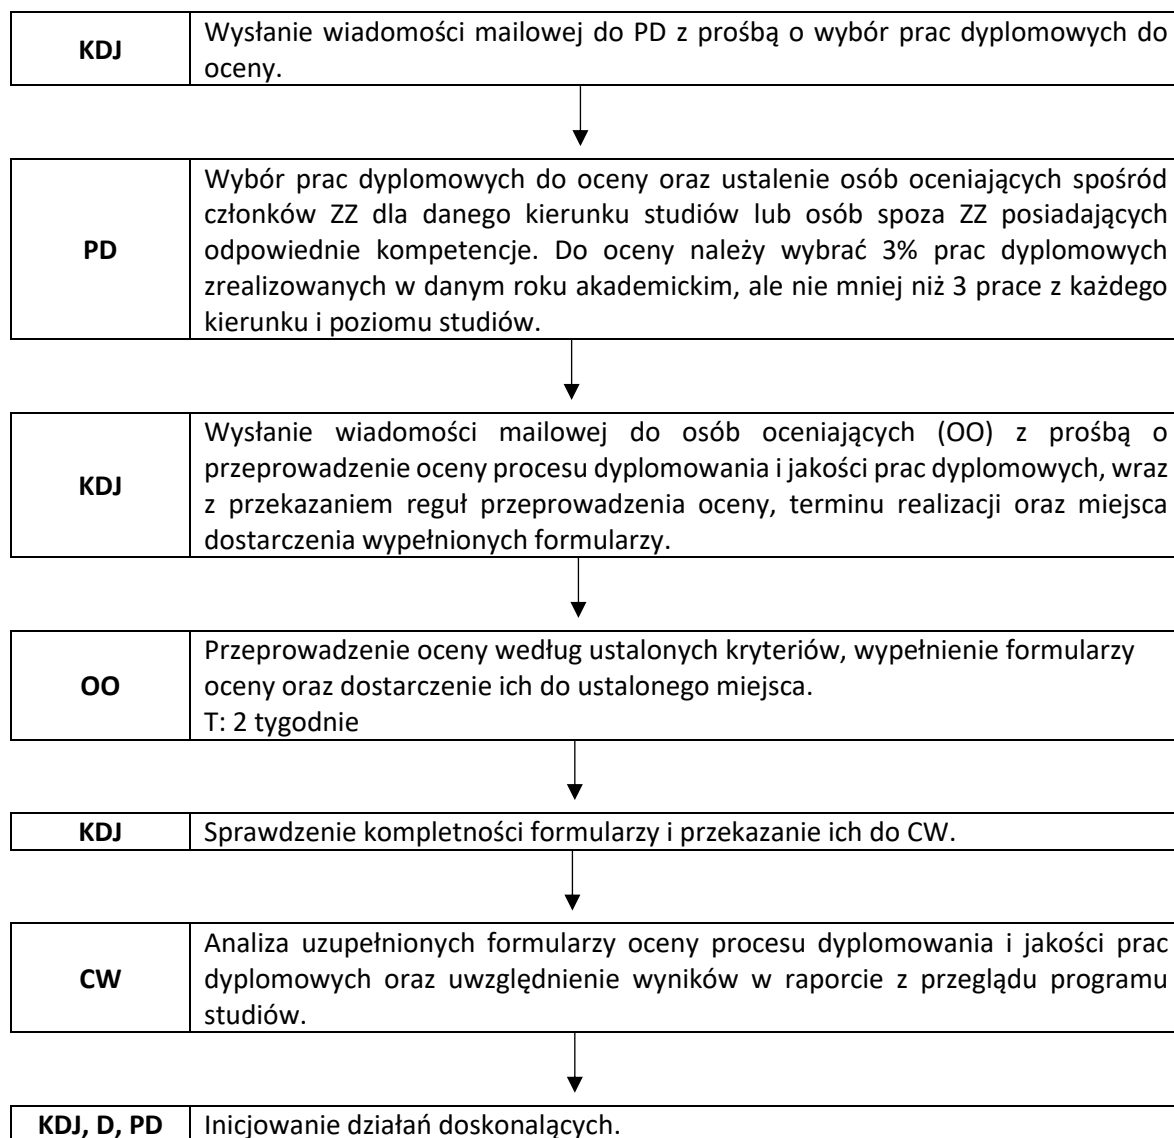 KDJ
Wysłanie wiadomości mailowej do PD z prośbą o wybór prac dyplomowych do
oceny.
PD
Wybór prac dyplomowych do oceny oraz ustalenie osób oceniających spośród
członków ZZ dla danego kierunku studiów lub osób spoza ZZ posiadających
odpowiednie kompetencje. Do oceny należy wybrać 3% prac dyplomowych
zrealizowanych w danym roku akademickim, ale nie mniej niż 3 prace z każdego
kierunku i poziomu studiów.
KDJ
Wysłanie wiadomości mailowej do osób oceniających (OO) z prośbą o
przeprowadzenie oceny procesu dyplomowania i jakości prac dyplomowych, wraz
z przekazaniem reguł przeprowadzenia oceny, terminu realizacji oraz miejsca
dostarczenia wypełnionych formularzy.
OO
Przeprowadzenie oceny według ustalonych kryteriów, wypełnienie formularzy
oceny oraz dostarczenie ich do ustalonego miejsca.
T: 2 tygodnie
KDJ
Sprawdzenie kompletności formularzy i przekazanie ich do CW.
CW
Analiza uzupełnionych formularzy oceny procesu dyplomowania i jakości prac
dyplomowych oraz uwzględnienie wyników w raporcie z przeglądu programu
studiów.
KDJ, D, PD
Inicjowanie działań doskonalących.